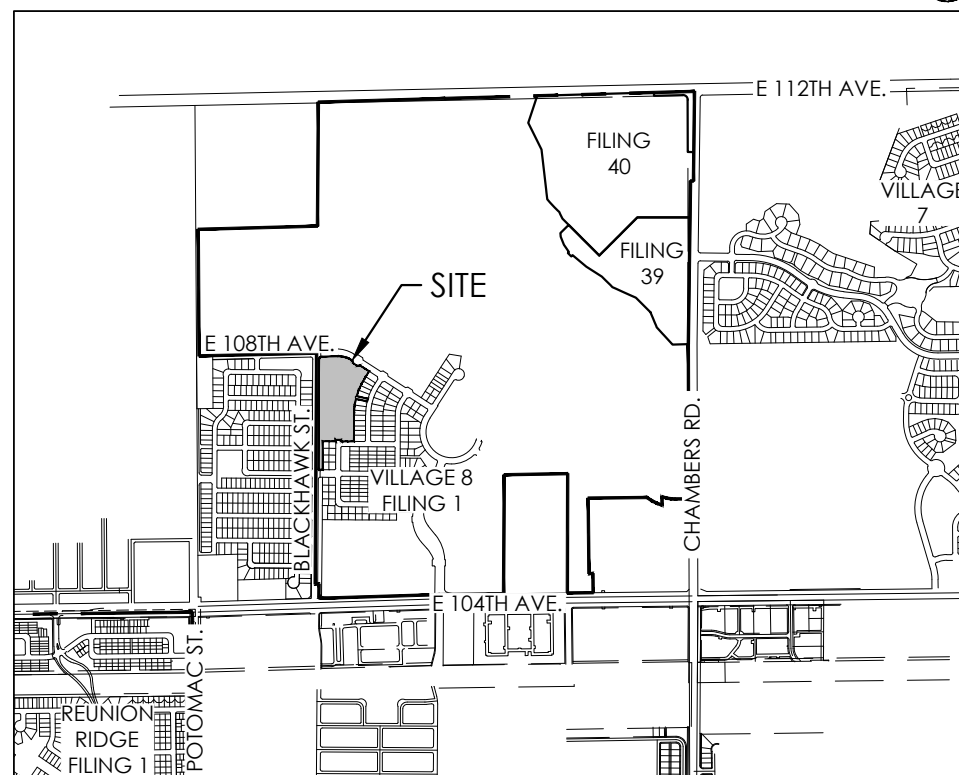 E 112TH AVE.
FILING
40
VILLAGE
7
FILING
39
SITE
E 108TH AVE.
BLACKHAWK ST.
VILLAGE 8
FILING 1
CHAMBERS RD.
E 104TH AVE.
POTOMAC ST.
REUNION
RIDGE
FILING 1